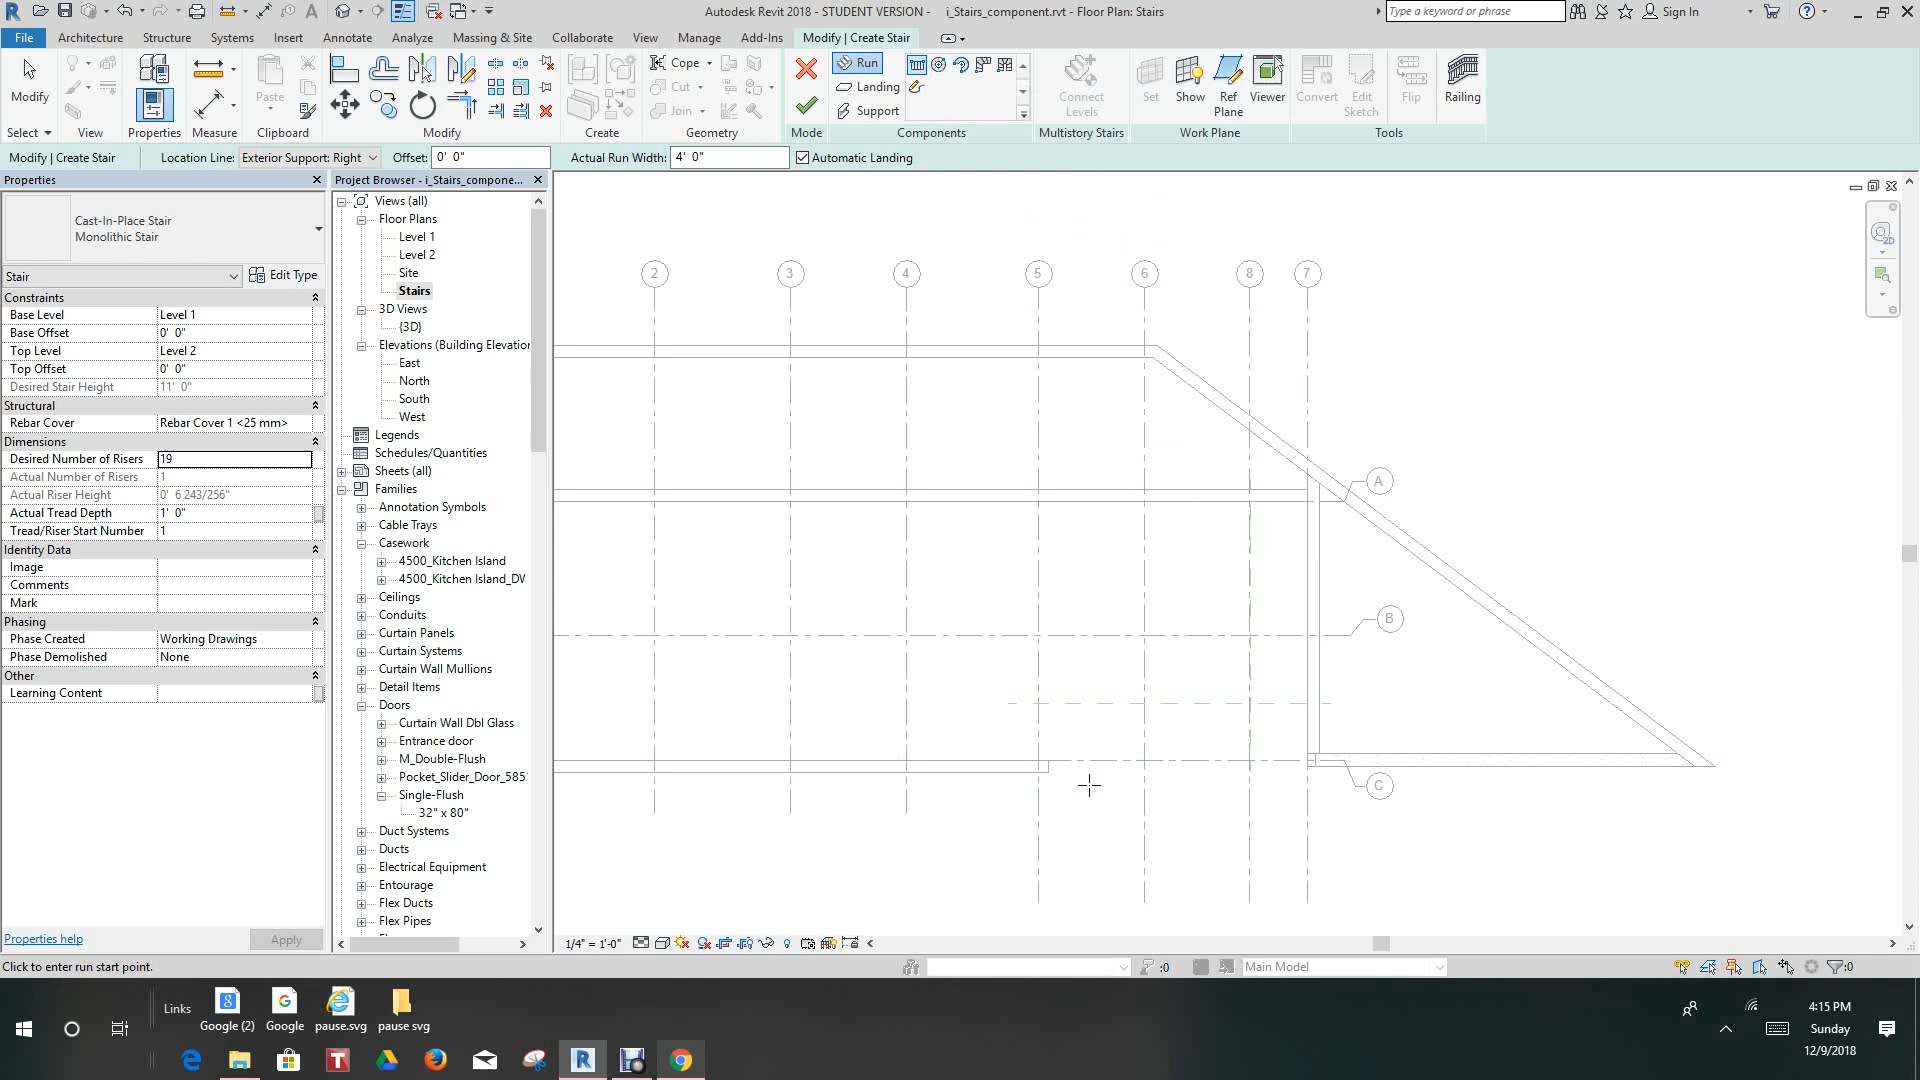 Autodesk Revit 2018 - STUDENT VERSION - i_Stairs_component.rvt - Floor Plan: Stairs
Type a keyword or phrase
Sign In
File Architecture Structure Systems Insert Annotate Analyze Massing & Site Collaborate View Manage Add-Ins Modify | Create Stair
Modify
Paste
Cope
Cut
Join
Run
Landing
Support
Connect Levels
Set
Show
Ref Plane
Viewer
Convert
Edit Sketch
Flip
Railing
Select View Properties Measure Clipboard Modify Create Geometry Mode Components Multistory Stairs Work Plane Tools
Modify | Create Stair Location Line: Exterior Support: Right Offset: 0' 0" Actual Run Width: 4' 0" Automatic Landing
Properties
Cast-In-Place Stair
Monolithic Stair
Stair
Edit Type
Constraints
Base Level Level 1
Base Offset 0' 0"
Top Level Level 2
Top Offset 0' 0"
Desired Stair Height 11' 0"
Structural
Rebar Cover Rebar Cover 1 <25 mm>
Dimensions
Desired Number of Risers 19
Actual Number of Risers 1
Actual Riser Height 0' 6 243/256"
Actual Tread Depth 1' 0"
Tread/Riser Start Number 1
Identity Data
Image
Comments
Mark
Phasing
Phase Created Working Drawings
Phase Demolished None
Other
Learning Content
Properties help
Apply
Project Browser - i_Stairs_compone...
Views (all)
Floor Plans
Level 1
Level 2
Site
Stairs
3D Views
{3D}
Elevations (Building Elevation
East
North
South
West
Legends
Schedules/Quantities
Sheets (all)
Families
Annotation Symbols
Cable Trays
Casework
4500_Kitchen Island
4500_Kitchen Island_DV
Ceilings
Conduits
Curtain Panels
Curtain Systems
Curtain Wall Mullions
Detail Items
Doors
Curtain Wall Dbl Glass
Entrance door
M_Double-Flush
Pocket_Slider_Door_585
Single-Flush
32" x 80"
Duct Systems
Ducts
Electrical Equipment
Entourage
Flex Ducts
Flex Pipes
2 3 4 5 6 8 7
A
B
C
2D
1/4" = 1'-0"
Click to enter run start point.
:0
Main Model
:0
Links
Google (2)
Google
pause.svg
pause svg
4:15 PM
Sunday
12/9/2018